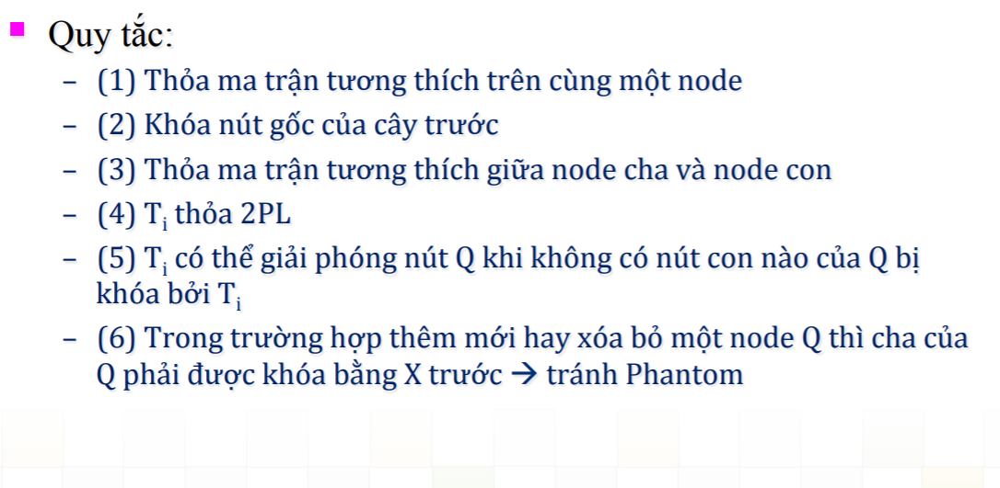 Quy tắc:
– (1) Thỏa ma trận tương thích trên cùng một node
– (2) Khóa nút gốc của cây trước
– (3) Thỏa ma trận tương thích giữa node cha và node con
– (4) Ti thỏa 2PL
– (5) Ti có thể giải phóng nút Q khi không có nút con nào của Q bị
khóa bởi Ti
– (6) Trong trường hợp thêm mới hay xóa bỏ một node Q thì cha của
Q phải được khóa bằng X trước → tránh Phantom